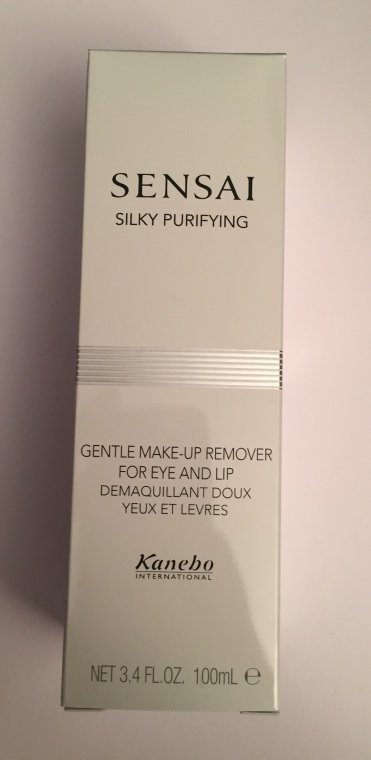 SENSAI
SILKY PURIFYING
GENTLE MAKE-UP REMOVER
FOR EYE AND LIP
DEMAQUILLANT DOUX
YEUX ET LEVRES
Kanebo
INTERNATIONAL
NET 3.4 FL.OZ. 100mL ℮